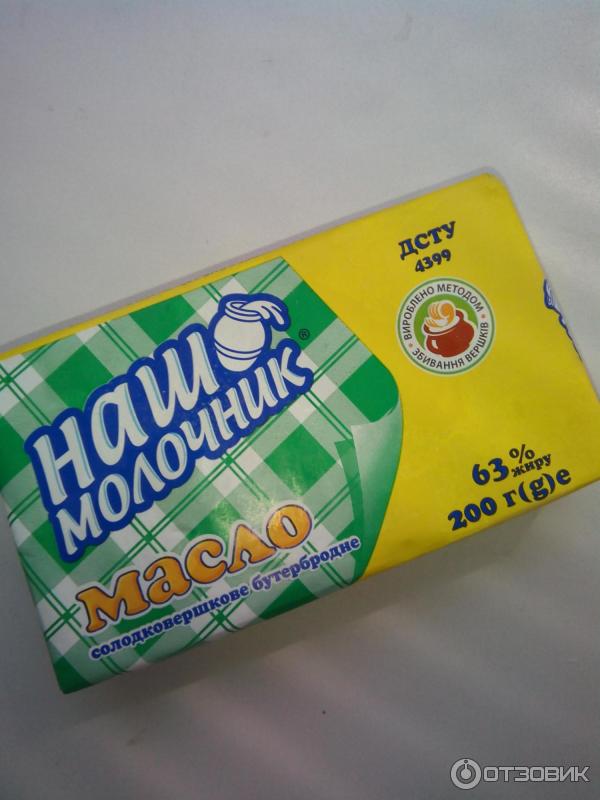 НАШ
МОЛОЧНИК®
Масло
солодковершкове бутербродне
ДСТУ
4399
ВИРОБЛЕНО МЕТОДОМ
ЗБИВАННЯ ВЕРШКІВ
63% жиру
200 г(g)e
ОТЗОВИК